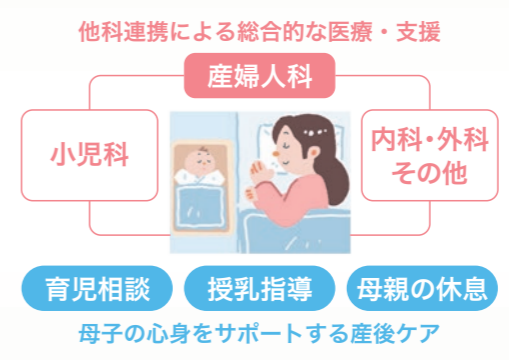 他科連携による総合的な医療・支援
産婦人科
小児科
内科・外科
その他
育児相談
授乳指導
母親の休息
母子の心身をサポートする産後ケア